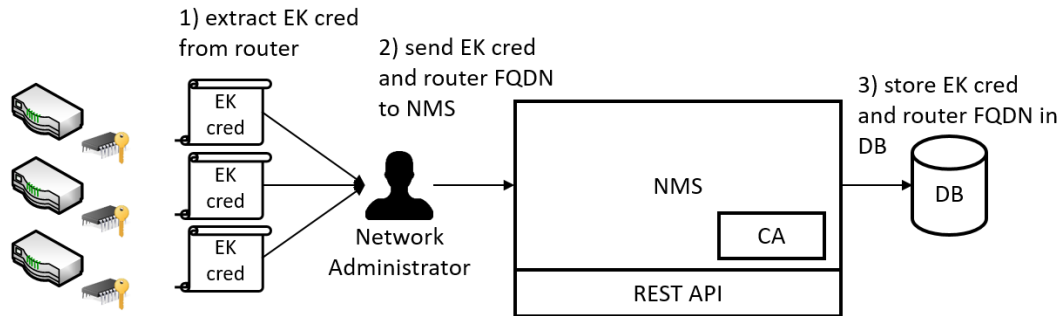 1) extract EK cred
from router
2) send EK cred
and router FQDN
to NMS
3) store EK cred
and router FQDN in
DB
EK
cred
EK
cred
EK
cred
Network
Administrator
NMS
CA
REST API
DB